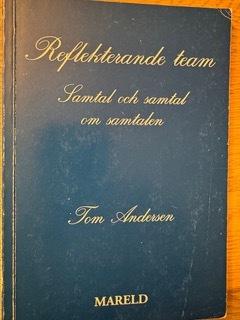 Reflekterande team
Samtal och samtal
om samtalen
Tom Andersen
MARELD